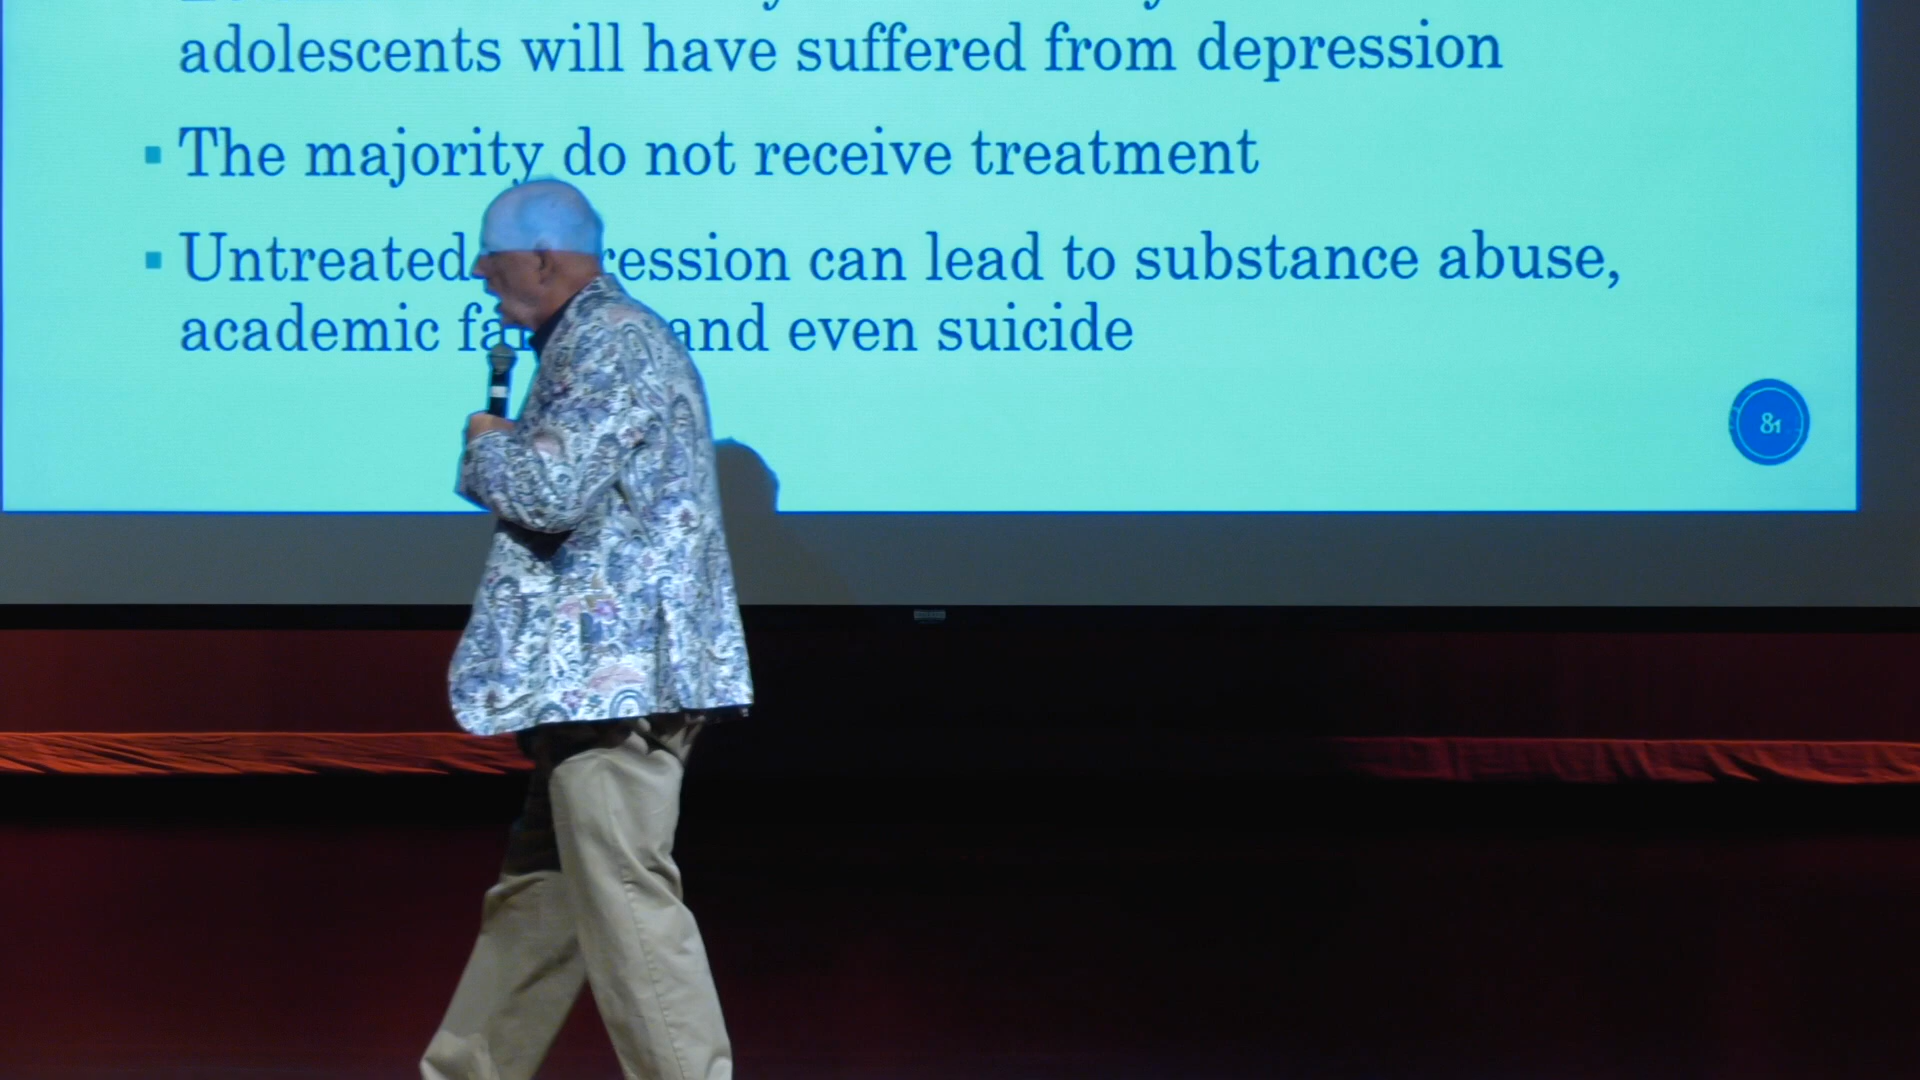 adolescents will have suffered from depression
The majority do not receive treatment
Untreated ression can lead to substance abuse,
academic fa and even suicide
81